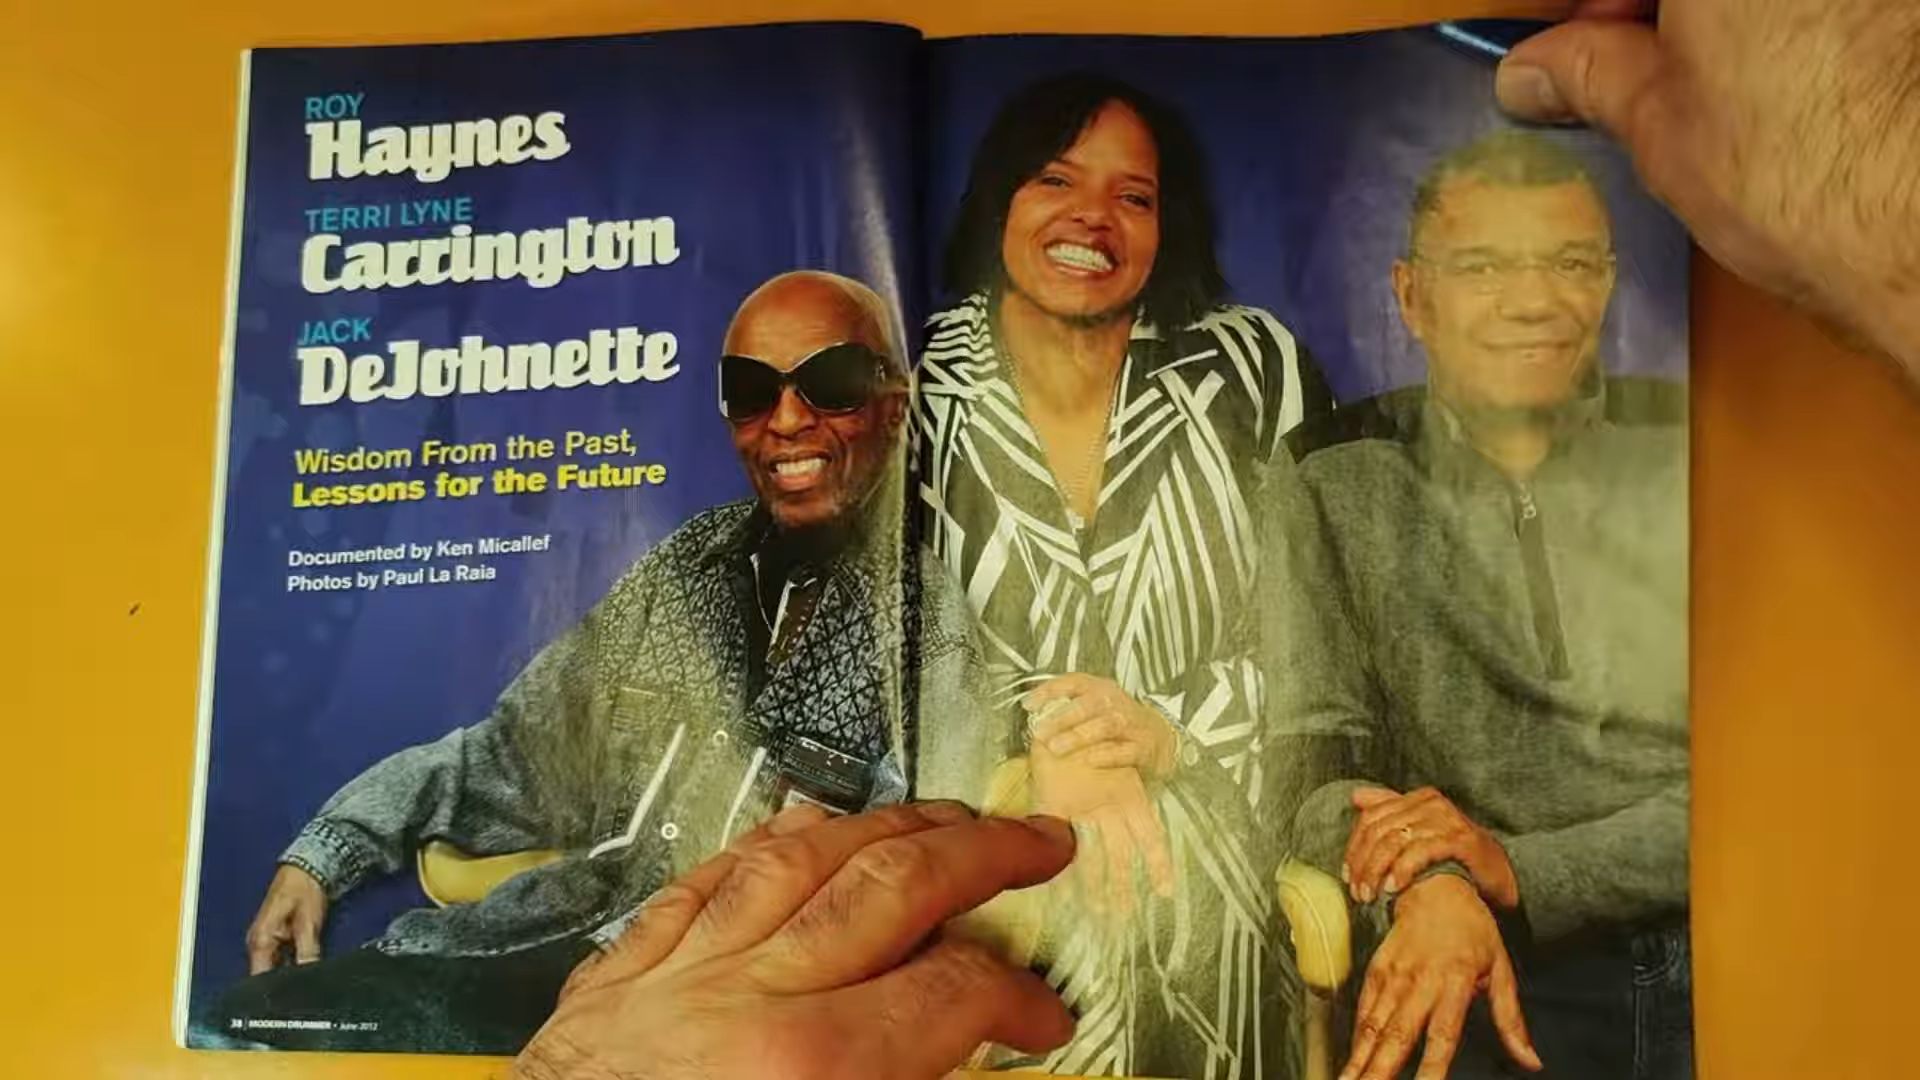 ROY
Haynes
TERRI LYNE
Carrington
JACK
DeJohnette
Wisdom From the Past,
Lessons for the Future
Documented by Ken Micallef
Photos by Paul La Raia
38 | MODERN DRUMMER • June 2012